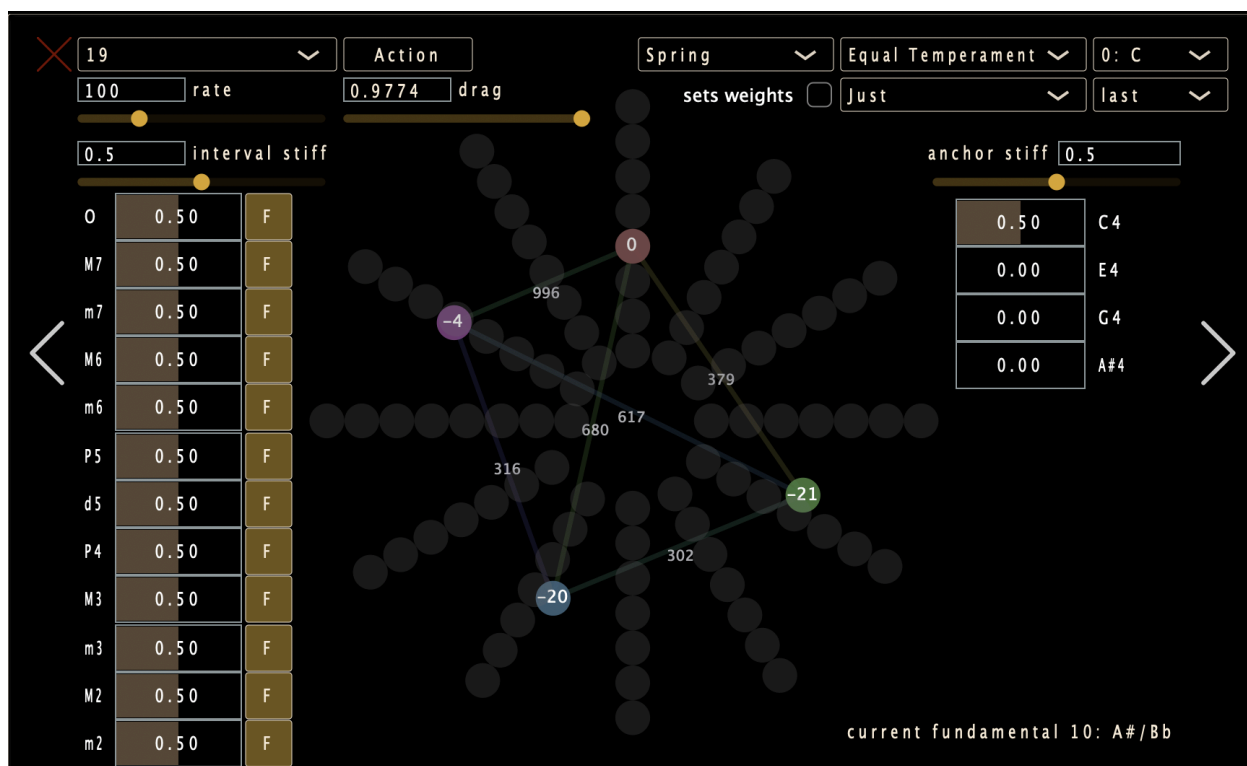 19 Action Spring Equal Temperament 0: C
100 rate 0.9774 drag sets weights Just last
0.5 interval stiff anchor stiff 0.5
O 0.50 F
M7 0.50 F
m7 0.50 F
M6 0.50 F
m6 0.50 F
P5 0.50 F
d5 0.50 F
P4 0.50 F
M3 0.50 F
m3 0.50 F
M2 0.50 F
m2 0.50 F
0
996
-4
379
617
680
316
-21
302
-20
0.50 C4
0.00 E4
0.00 G4
0.00 A#4
current fundamental 10: A#/Bb